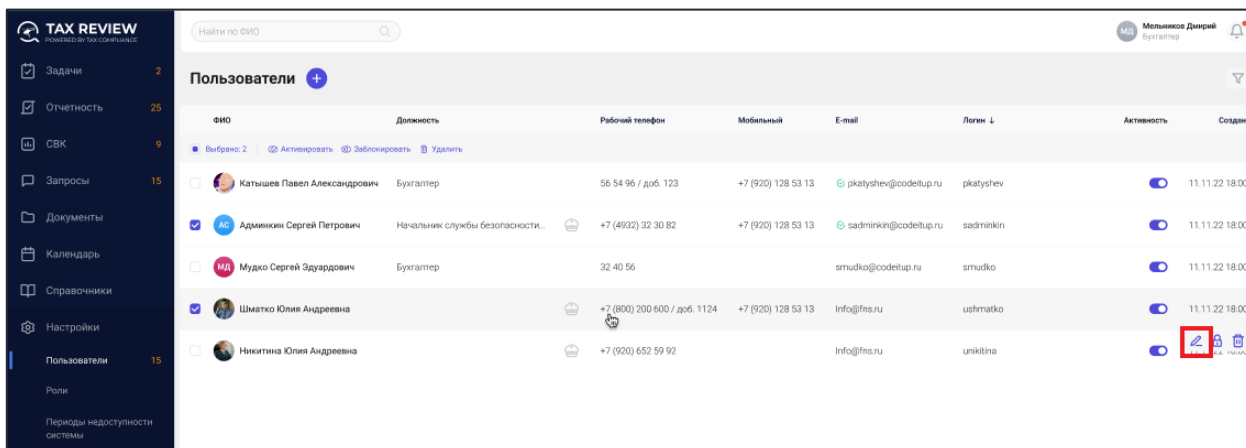 TAX REVIEW
POWERED BY TAX COMPLIANCE
Найти по ФИО
МД
Мельников Дмирий
Бухгалтер
Задачи 2
Отчетность 25
СВК 9
Запросы 15
Документы
Календарь
Справочники
Настройки
Пользователи 15
Роли
Периоды недоступности
системы
Пользователи +
ФИО Должность Рабочий телефон Мобильный E-mail Логин ↓ Активность Создан
Выбрано: 2 Активировать Заблокировать Удалить
Катышев Павел Александрович Бухгалтер 56 54 96 / доб. 123 +7 (920) 128 53 13 pkatyshev@codeitup.ru pkatyshev 11.11.22 18:00
АС Админкин Сергей Петрович Начальник службы безопасности... +7 (4932) 32 30 82 +7 (920) 128 53 13 sadminkin@codeitup.ru sadminkin 11.11.22 18:00
МД Мудко Сергей Эдуардович Бухгалтер 32 40 56 smudko@codeitup.ru smudko 11.11.22 18:00
Шматко Юлия Андреевна +7 (800) 200 600 / доб. 1124 +7 (920) 128 53 13 Info@fns.ru ushmatko 11.11.22 18:00
Никитина Юлия Андреевна +7 (920) 652 59 92 Info@fns.ru unikitina